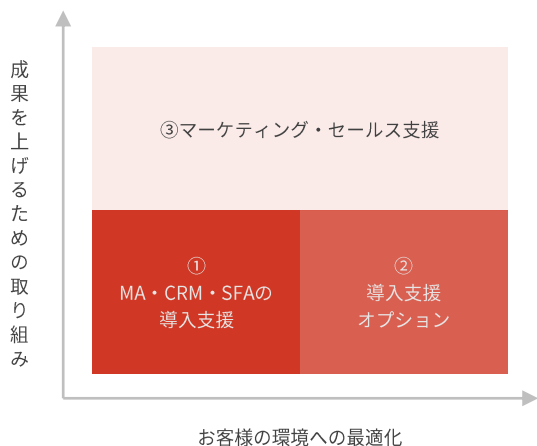 成果を上げるための取り組み
③マーケティング・セールス支援
①
MA・CRM・SFAの
導入支援
②
導入支援
オプション
お客様の環境への最適化